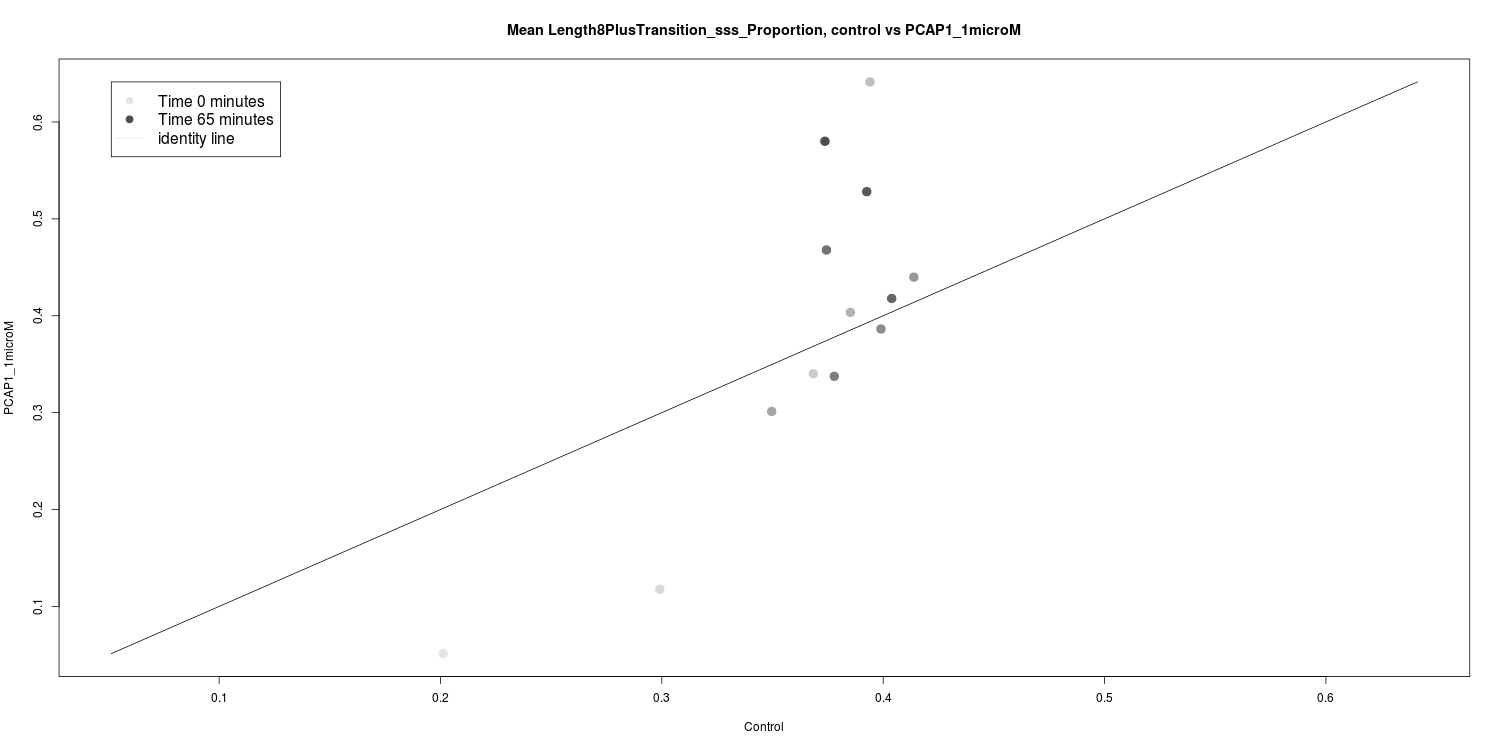 Mean Length8PlusTransition_sss_Proportion, control vs PCAP1_1microM
Time 0 minutes
Time 65 minutes
identity line
PCAP1_1microM
0.6
0.5
0.4
0.3
0.2
0.1
0.1 0.2 0.3 0.4 0.5 0.6
Control